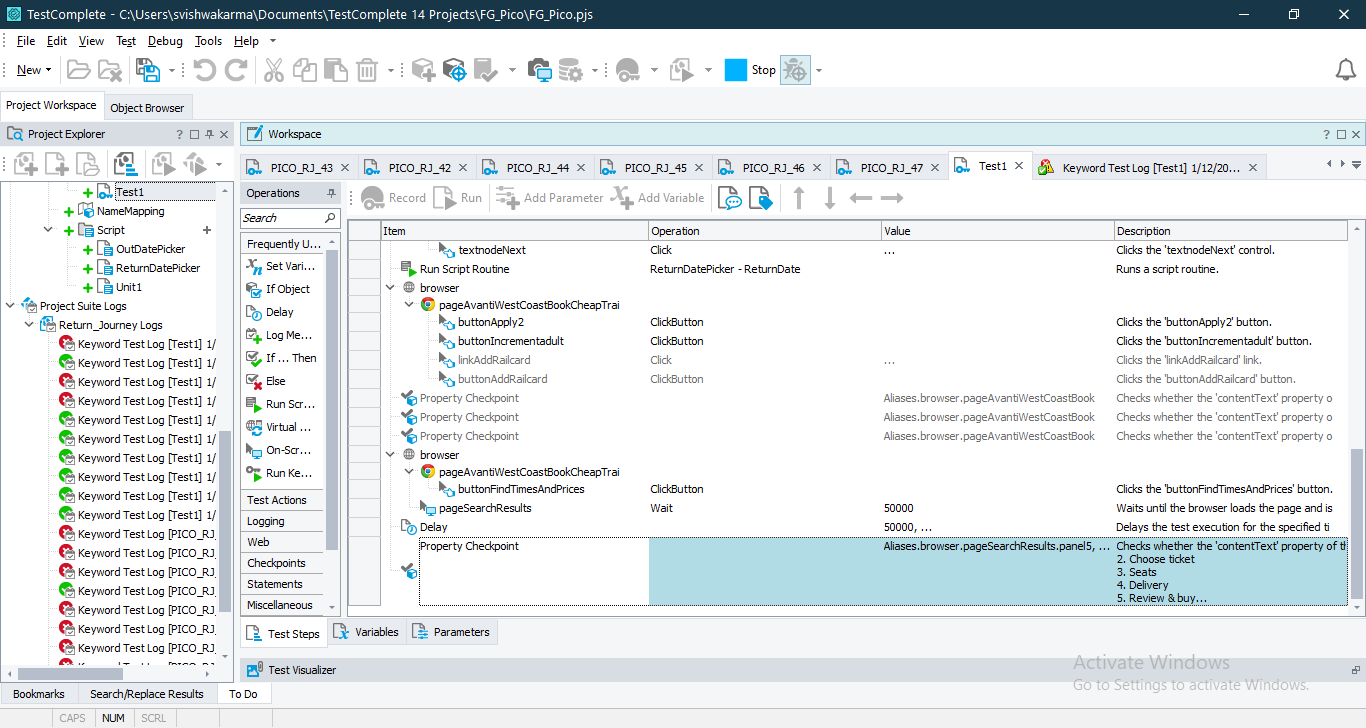 TestComplete - C:\Users\svishwakarma\Documents\TestComplete 14 Projects\FG_Pico\FG_Pico.pjs
File Edit View Test Debug Tools Help
New Stop
Project Workspace Object Browser
Project Explorer ?
Test1
NameMapping
Script +
OutDatePicker
ReturnDatePicker
Unit1
Project Suite Logs
Return_Journey Logs
Keyword Test Log [Test1] 1/
Keyword Test Log [Test1] 1/
Keyword Test Log [Test1] 1/
Keyword Test Log [Test1] 1/
Keyword Test Log [Test1] 1/
Keyword Test Log [Test1] 1/
Keyword Test Log [Test1] 1/
Keyword Test Log [Test1] 1/
Keyword Test Log [Test1] 1/
Keyword Test Log [Test1] 1/
Keyword Test Log [PICO_RJ_
Keyword Test Log [PICO_RJ_
Keyword Test Log [PICO_RJ_
Keyword Test Log [PICO_RJ_
Keyword Test Log [PICO_RJ_
Keyword Test Log [PICO_RJ_
Keyword Test Log [PICO_RJ_
Bookmarks Search/Replace Results To Do
Workspace ?
PICO_RJ_43 PICO_RJ_42 PICO_RJ_44 PICO_RJ_45 PICO_RJ_46 PICO_RJ_47 Test1 Keyword Test Log [Test1] 1/12/20...
Operations
Search
Frequently U...
Set Vari...
If Object
Delay
Log Me...
If ... Then
Else
Run Scr...
Virtual ...
On-Scr...
Run Ke...
Test Actions
Logging
Web
Checkpoints
Statements
Miscellaneous
Record Run Add Parameter Add Variable
Item Operation Value Description
textnodeNext Click ... Clicks the 'textnodeNext' control.
Run Script Routine ReturnDatePicker - ReturnDate Runs a script routine.
browser
pageAvantiWestCoastBookCheapTrai
buttonApply2 ClickButton Clicks the 'buttonApply2' button.
buttonIncrementadult ClickButton Clicks the 'buttonIncrementadult' button.
linkAddRailcard Click ... Clicks the 'linkAddRailcard' link.
buttonAddRailcard ClickButton Clicks the 'buttonAddRailcard' button.
Property Checkpoint Aliases.browser.pageAvantiWestCoastBook Checks whether the 'contentText' property o
Property Checkpoint Aliases.browser.pageAvantiWestCoastBook Checks whether the 'contentText' property o
Property Checkpoint Aliases.browser.pageAvantiWestCoastBook Checks whether the 'contentText' property o
browser
pageAvantiWestCoastBookCheapTrai
buttonFindTimesAndPrices ClickButton Clicks the 'buttonFindTimesAndPrices' button.
pageSearchResults Wait 50000 Waits until the browser loads the page and is
Delay 50000, ... Delays the test execution for the specified ti
Property Checkpoint Aliases.browser.pageSearchResults.panel5, ... Checks whether the 'contentText' property of th
2. Choose ticket
3. Seats
4. Delivery
5. Review & buy...
Test Steps Variables Parameters
Test Visualizer
Activate Windows
Go to Settings to activate Windows.
CAPS NUM SCRL